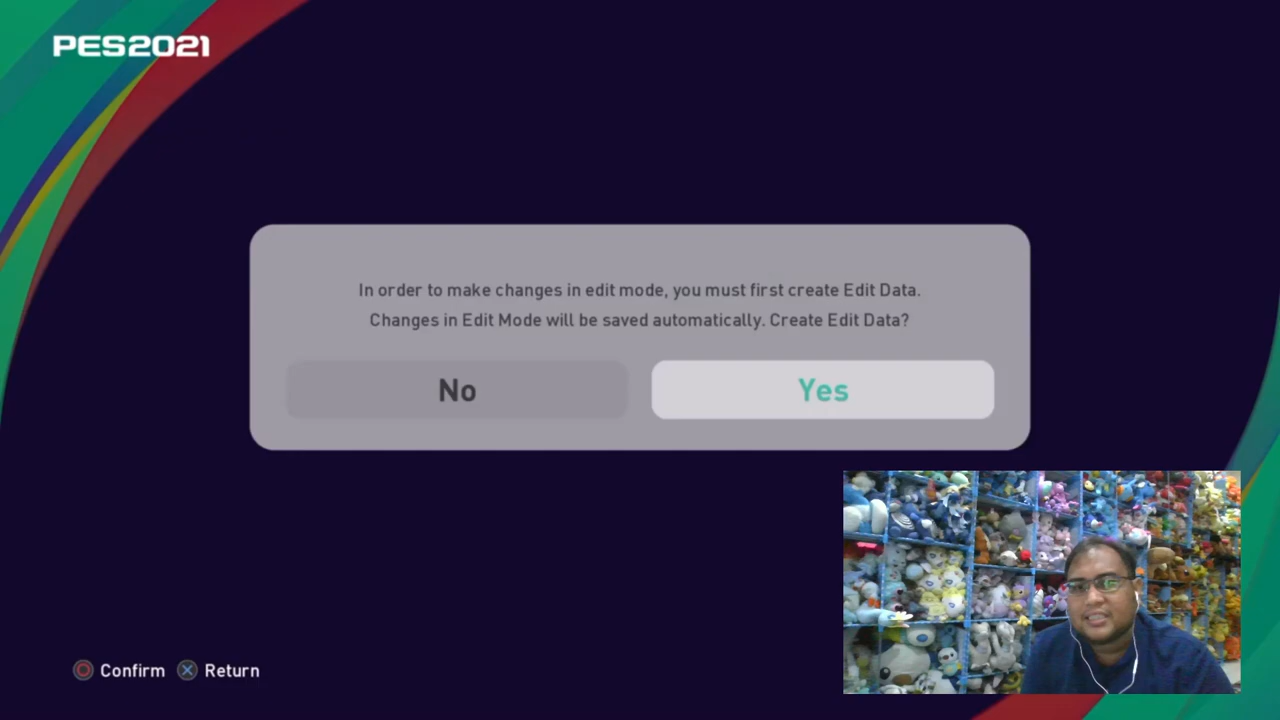 PES2021
In order to make changes in edit mode, you must first create Edit Data.
Changes in Edit Mode will be saved automatically. Create Edit Data?
No
Yes
Confirm
Return